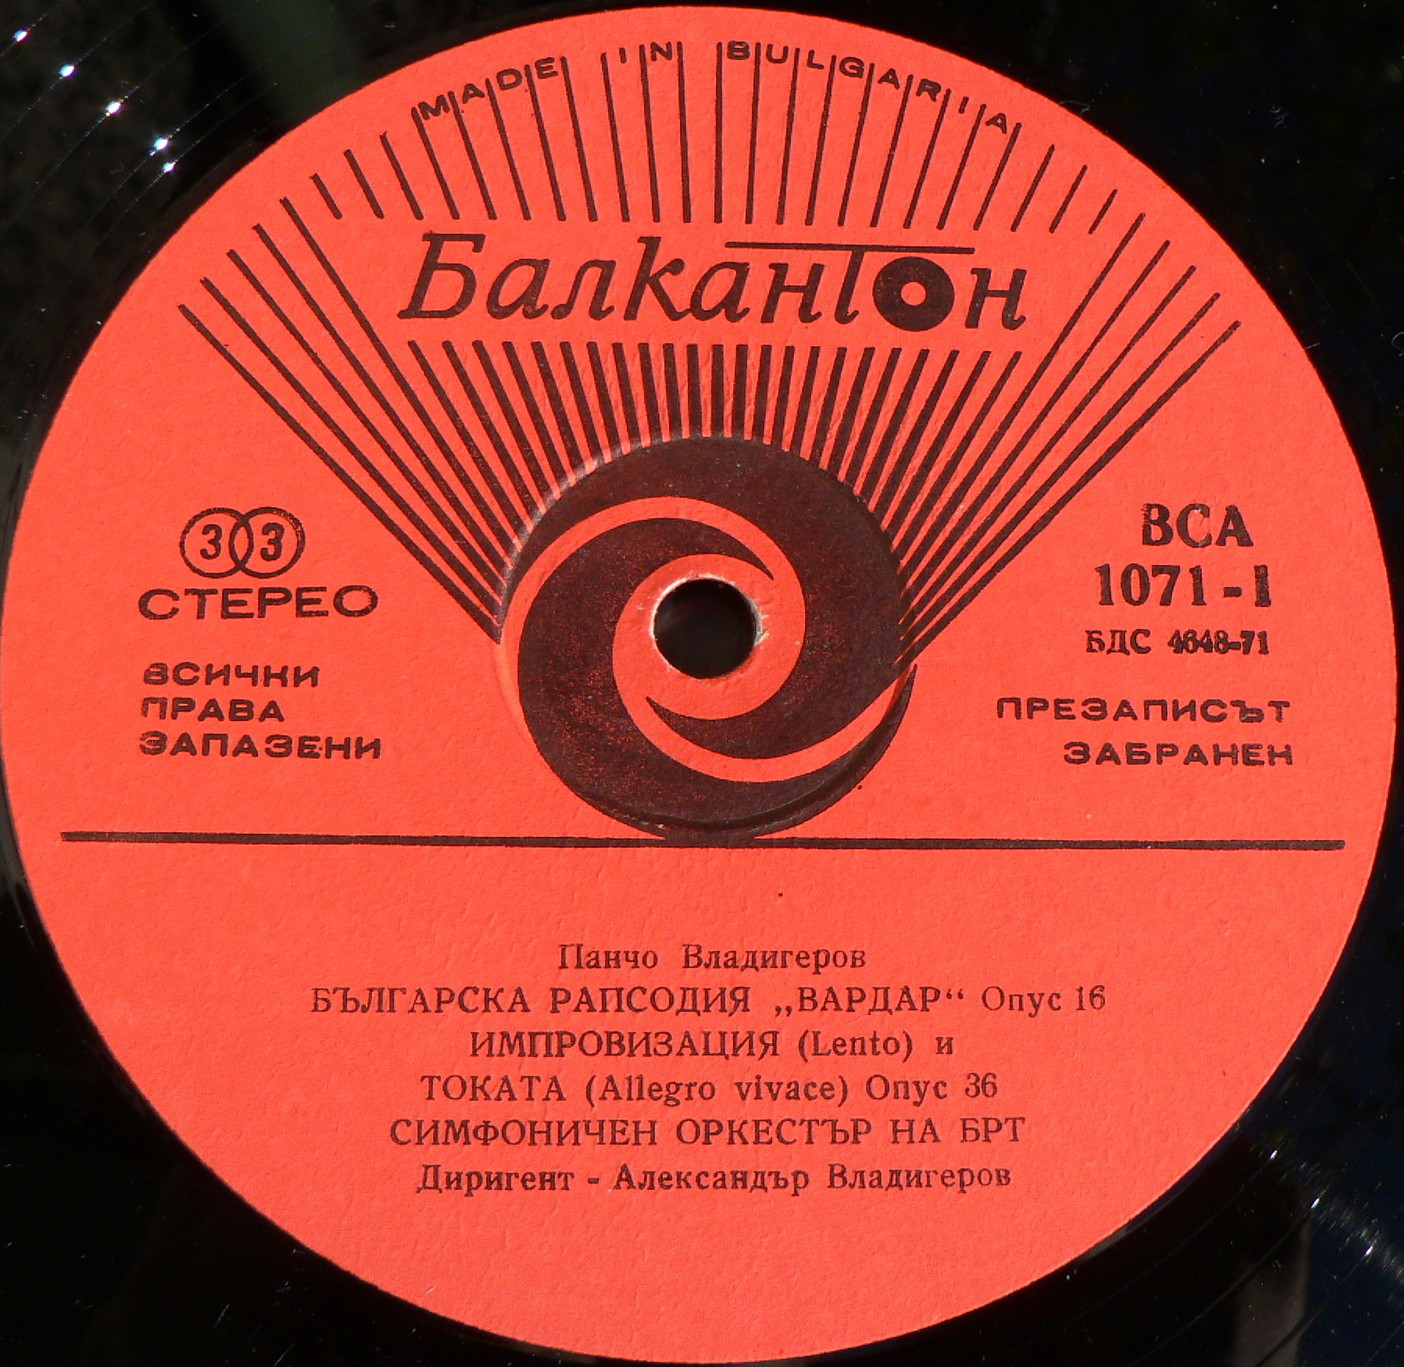 MADE IN BULGARIA
Балкантон
33
СТЕРЕО
ВСИЧКИ
ПРАВА
ЗАПАЗЕНИ
ВСА
1071-I
БДС 4648-71
ПРЕЗАПИСЪТ
ЗАБРАНЕН
Панчо Владигеров
БЪЛГАРСКА РАПСОДИЯ „ВАРДАР“ Опус 16
ИМПРОВИЗАЦИЯ (Lento) и
ТОКАТА (Allegro vivace) Опус 36
СИМФОНИЧЕН ОРКЕСТЪР НА БРТ
Диригент - Александър Владигеров